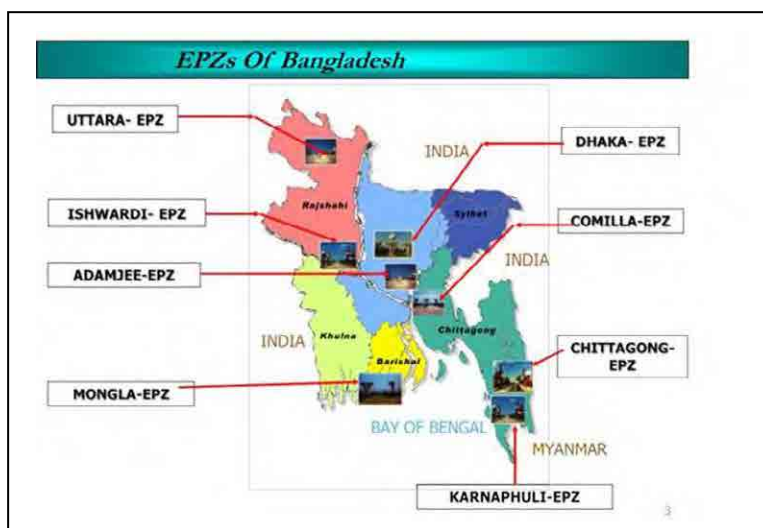 EPZs Of Bangladesh
UTTARA- EPZ
INDIA
DHAKA- EPZ
ISHWARDI- EPZ
Rajshahi
Sylhet
COMILLA-EPZ
ADAMJEE-EPZ
INDIA
INDIA
Khulna
Chittagong
CHITTAGONG-
EPZ
Barishal
MONGLA-EPZ
BAY OF BENGAL
MYANMAR
KARNAPHULI-EPZ
3